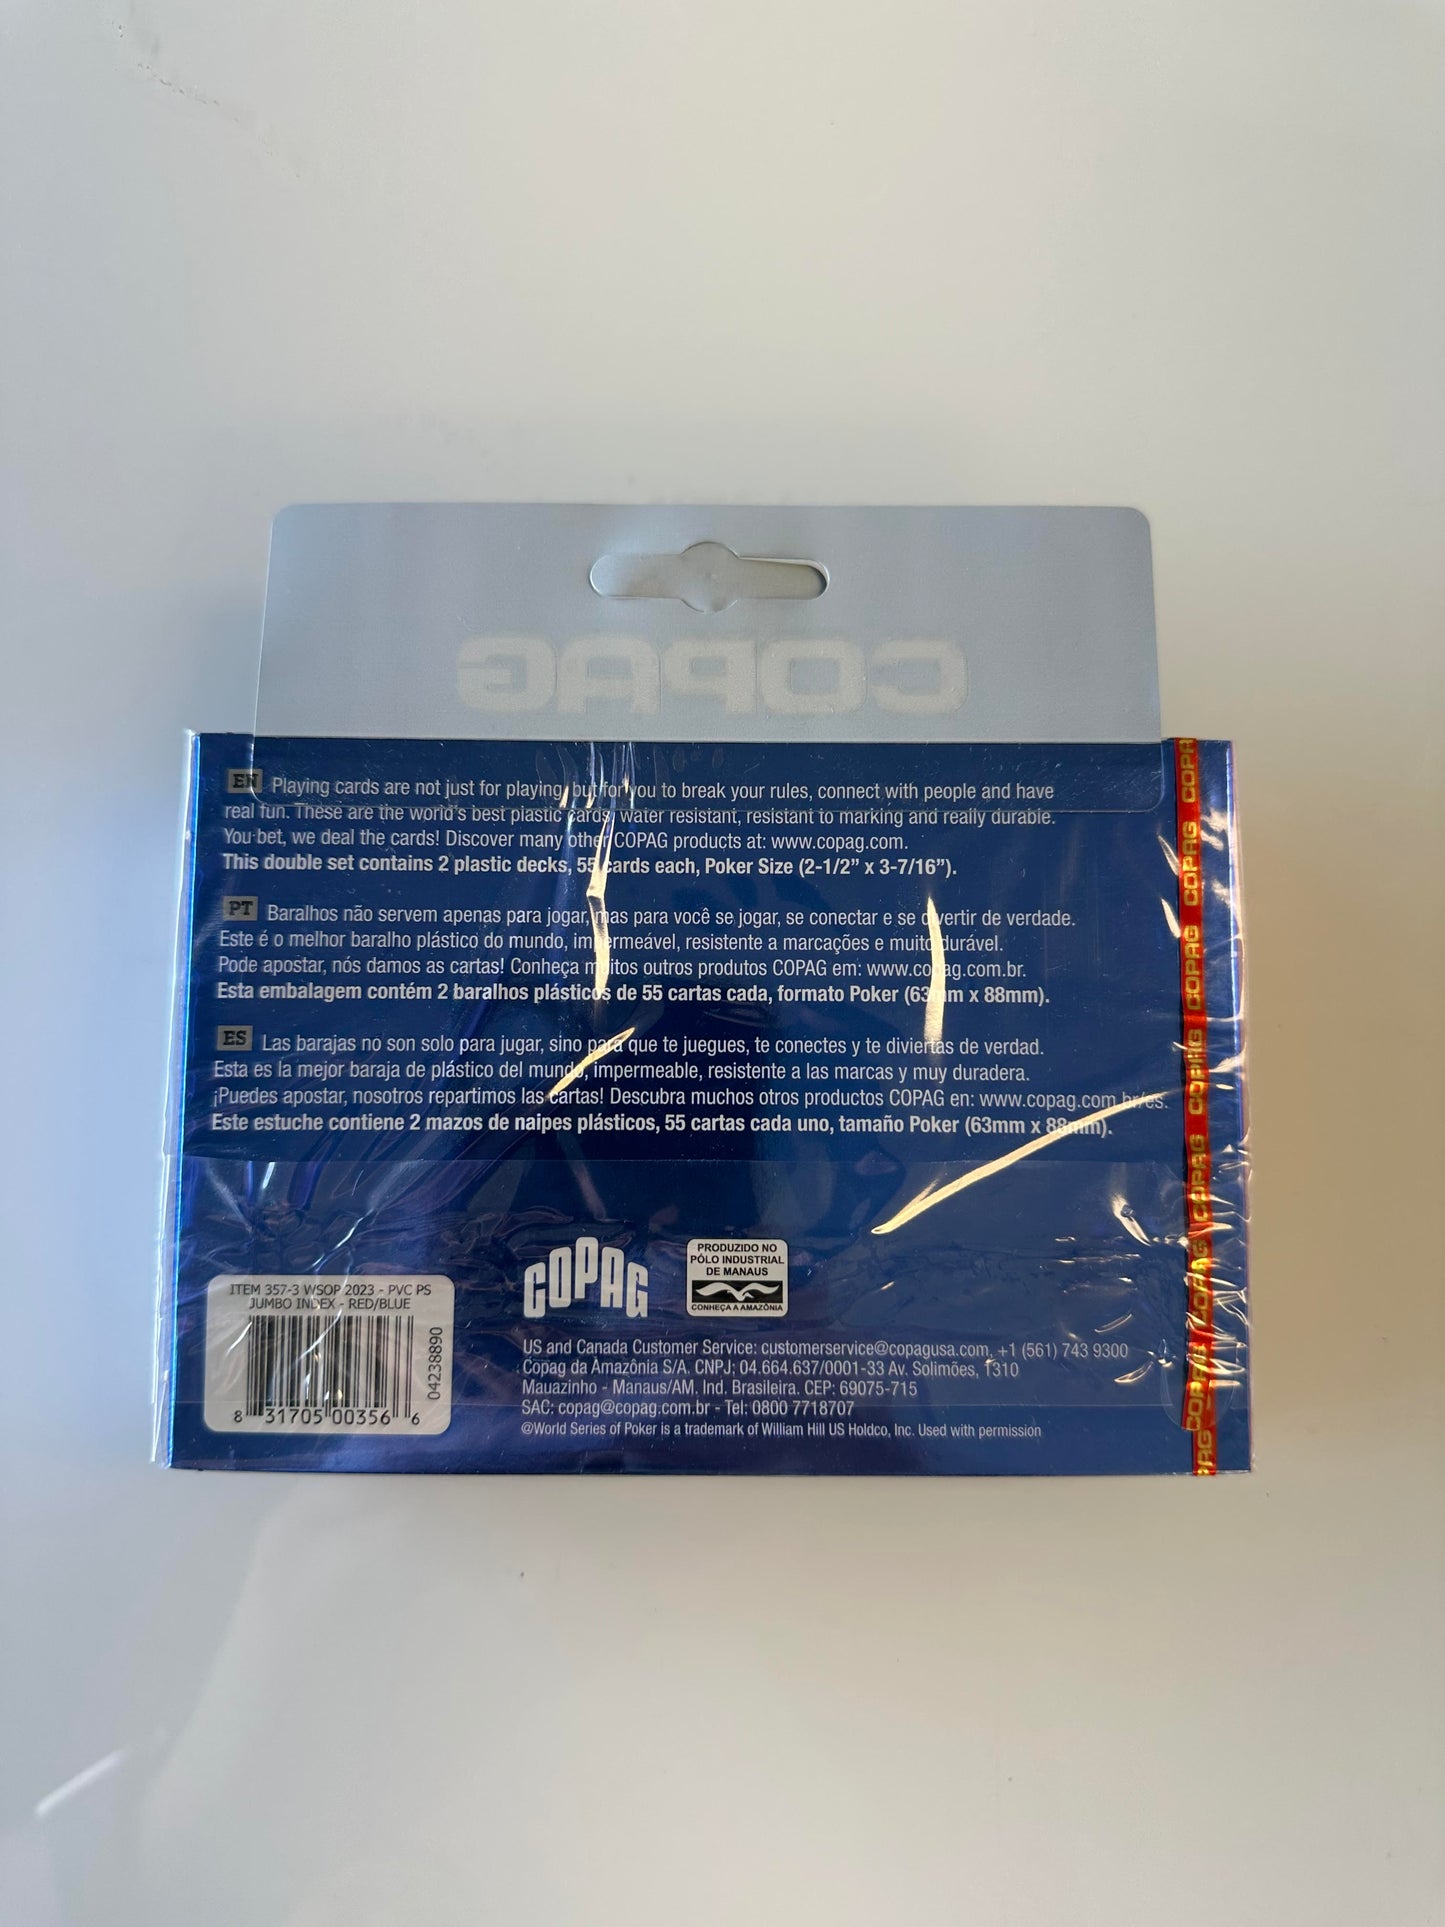 COPAG
EN Playing cards are not just for playing, but for you to break your rules, connect with people and have
real fun. These are the world's best plastic cards, water resistant, resistant to marking and really durable.
You bet, we deal the cards! Discover many other COPAG products at: www.copag.com.
This double set contains 2 plastic decks, 55 cards each, Poker Size (2-1/2” x 3-7/16”).
PT Baralhos não servem apenas para jogar, mas para você se jogar, se conectar e se divertir de verdade.
Este é o melhor baralho plástico do mundo, impermeável, resistente a marcações e muito durável.
Pode apostar, nós damos as cartas! Conheça muitos outros produtos COPAG em: www.copag.com.br.
Esta embalagem contém 2 baralhos plásticos de 55 cartas cada, formato Poker (63mm x 88mm).
ES Las barajas no son solo para jugar, sino para que te juegues, te conectes y te diviertas de verdad.
Esta es la mejor baraja de plástico del mundo, impermeable, resistente a las marcas y muy duradera.
¡Puedes apostar, nosotros repartimos las cartas! Descubra muchos otros productos COPAG en: www.copag.com.br/es.
Este estuche contiene 2 mazos de naipes plásticos, 55 cartas cada uno, tamaño Poker (63mm x 88mm).
ITEM 357-3 WSOP 2023 - PVC PS
JUMBO INDEX - RED/BLUE
04238890
8 31705 00356 6
COPAG
PRODUZIDO NO
PÓLO INDUSTRIAL
DE MANAUS
CONHEÇA A AMAZÔNIA
US and Canada Customer Service: customerservice@copagusa.com, +1 (561) 743 9300
Copag da Amazônia S/A. CNPJ: 04.664.637/0001-33 Av. Solimões, 1310
Mauazinho - Manaus/AM. Ind. Brasileira. CEP: 69075-715
SAC: copag@copag.com.br - Tel: 0800 7718707
@World Series of Poker is a trademark of William Hill US Holdco, Inc. Used with permission
COPAG COPAG COPAG COPAG COPAG COPAG COPAG